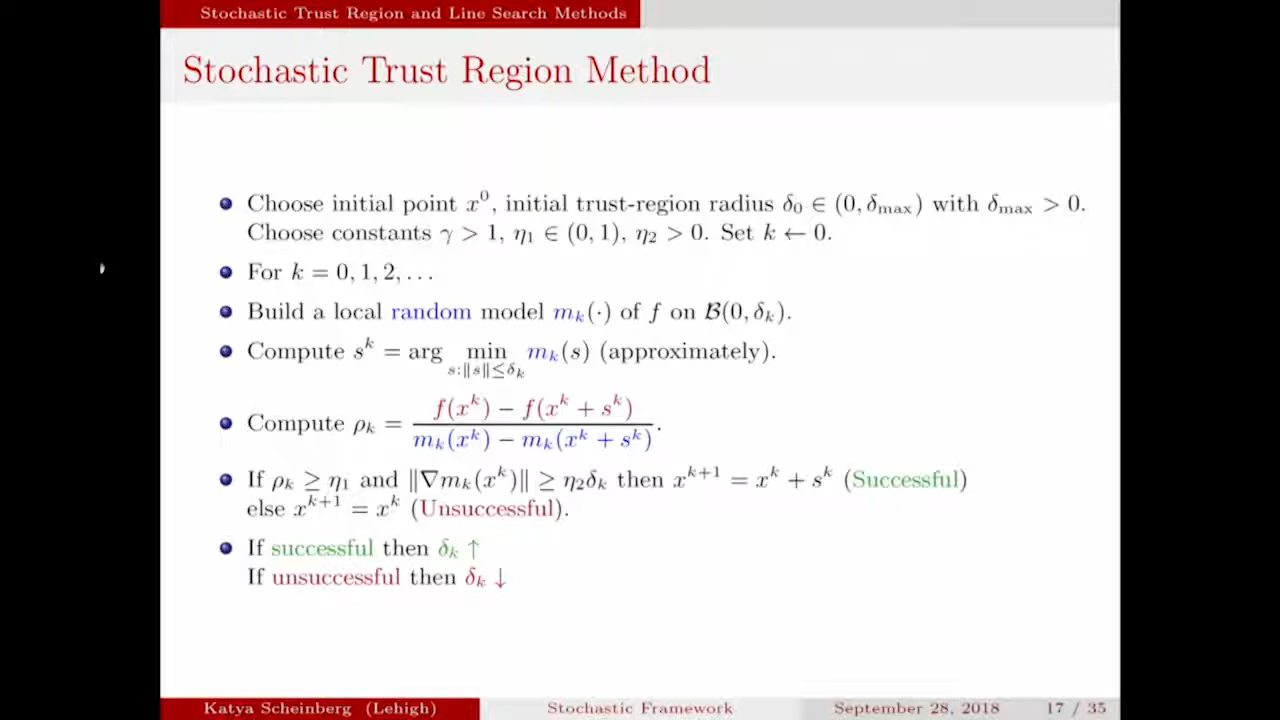 Stochastic Trust Region and Line Search Methods
Stochastic Trust Region Method
Choose initial point x^0, initial trust-region radius δ_0 ∈ (0, δ_max) with δ_max > 0.
Choose constants γ > 1, η_1 ∈ (0, 1), η_2 > 0. Set k ← 0.
For k = 0, 1, 2, . . .
Build a local random model m_k(·) of f on B(0, δ_k).
Compute s^k = arg min_{s:‖s‖≤δ_k} m_k(s) (approximately).
Compute ρ_k = \frac{f(x^k) − f(x^k + s^k)}{m_k(x^k) − m_k(x^k + s^k)}.
If ρ_k ≥ η_1 and ‖∇m_k(x^k)‖ ≥ η_2δ_k then x^{k+1} = x^k + s^k (Successful)
else x^{k+1} = x^k (Unsuccessful).
If successful then δ_k ↑
If unsuccessful then δ_k ↓
Katya Scheinberg (Lehigh) Stochastic Framework September 28, 2018 17 / 35